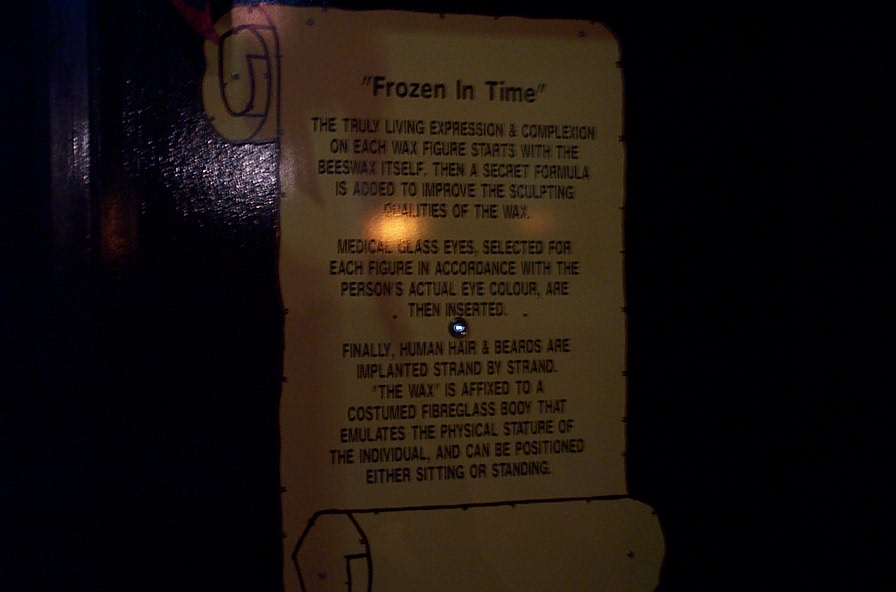 "Frozen In Time"
THE TRULY LIVING EXPRESSION & COMPLEXION
ON EACH WAX FIGURE STARTS WITH THE
BEESWAX ITSELF. THEN A SECRET FORMULA
IS ADDED TO IMPROVE THE SCULPTING
QUALITIES OF THE WAX.
MEDICAL GLASS EYES, SELECTED FOR
EACH FIGURE IN ACCORDANCE WITH THE
PERSON'S ACTUAL EYE COLOUR, ARE
THEN INSERTED.
FINALLY, HUMAN HAIR & BEARDS ARE
IMPLANTED STRAND BY STRAND.
"THE WAX" IS AFFIXED TO A
COSTUMED FIBREGLASS BODY THAT
EMULATES THE PHYSICAL STATURE OF
THE INDIVIDUAL, AND CAN BE POSITIONED
EITHER SITTING OR STANDING.